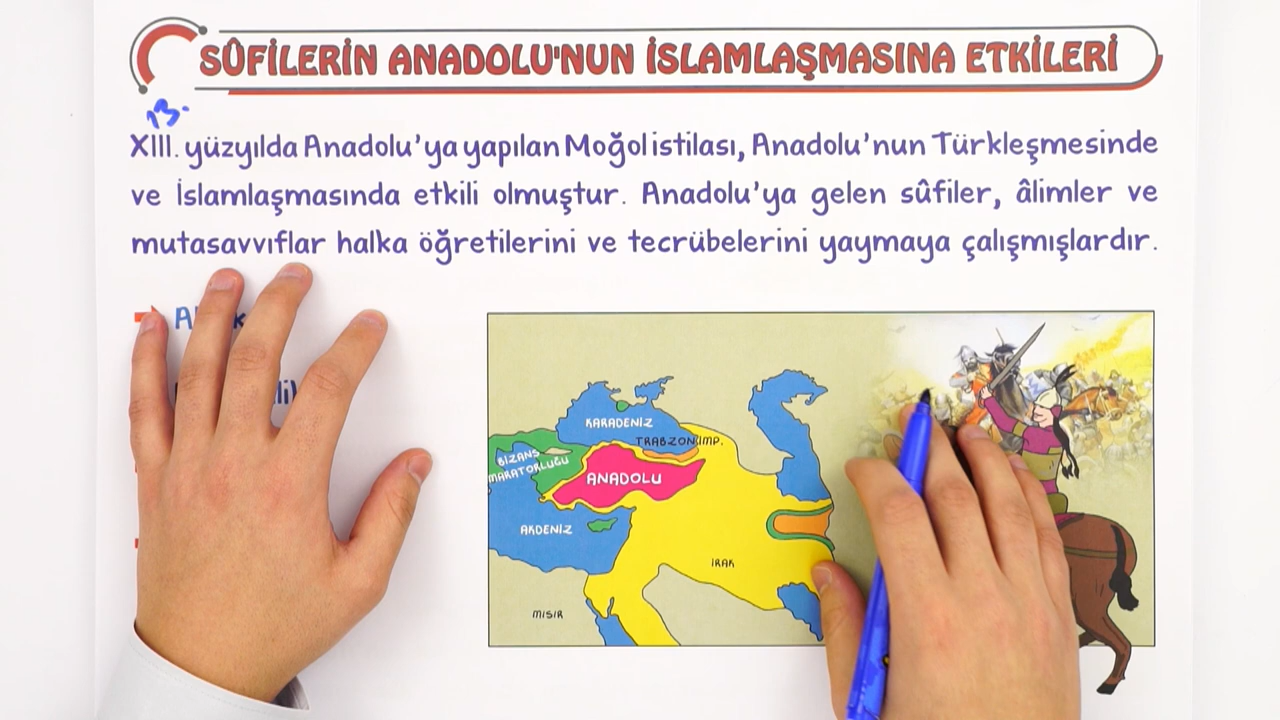 SÛFİLERİN ANADOLU'NUN İSLAMLAŞMASINA ETKİLERİ
13.
XIII. yüzyılda Anadolu'ya yapılan Moğol istilası, Anadolu'nun Türkleşmesinde
ve İslamlaşmasında etkili olmuştur. Anadolu'ya gelen sûfiler, âlimler ve
mutasavvıflar halka öğretilerini ve tecrübelerini yaymaya çalışmışlardır.
KARADENİZ
TRABZON İMP.
BİZANS
ANADOLU
AKDENİZ
IRAK
MISIR